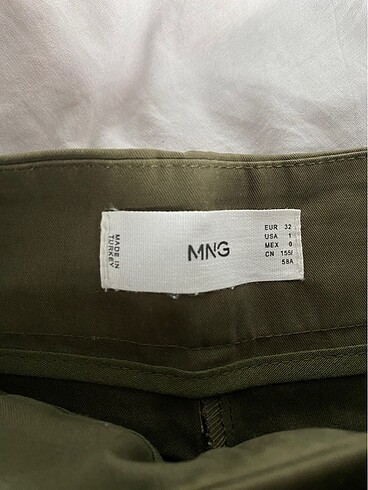 MADE IN
TURKEY
MNG
EUR 32
USA 1
MEX 0
CN 155/
58A